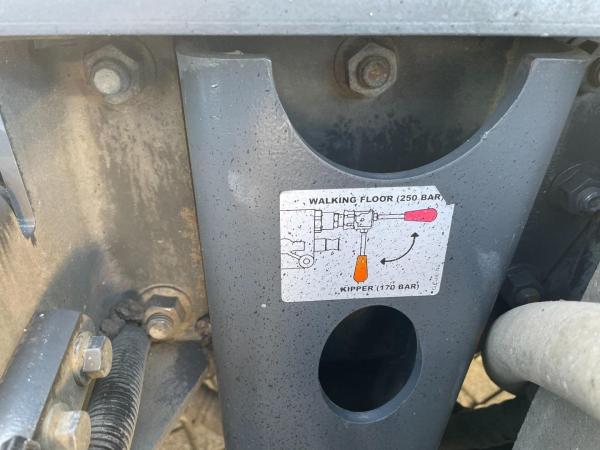 WALKING FLOOR (250 BAR)
KIPPER (170 BAR)